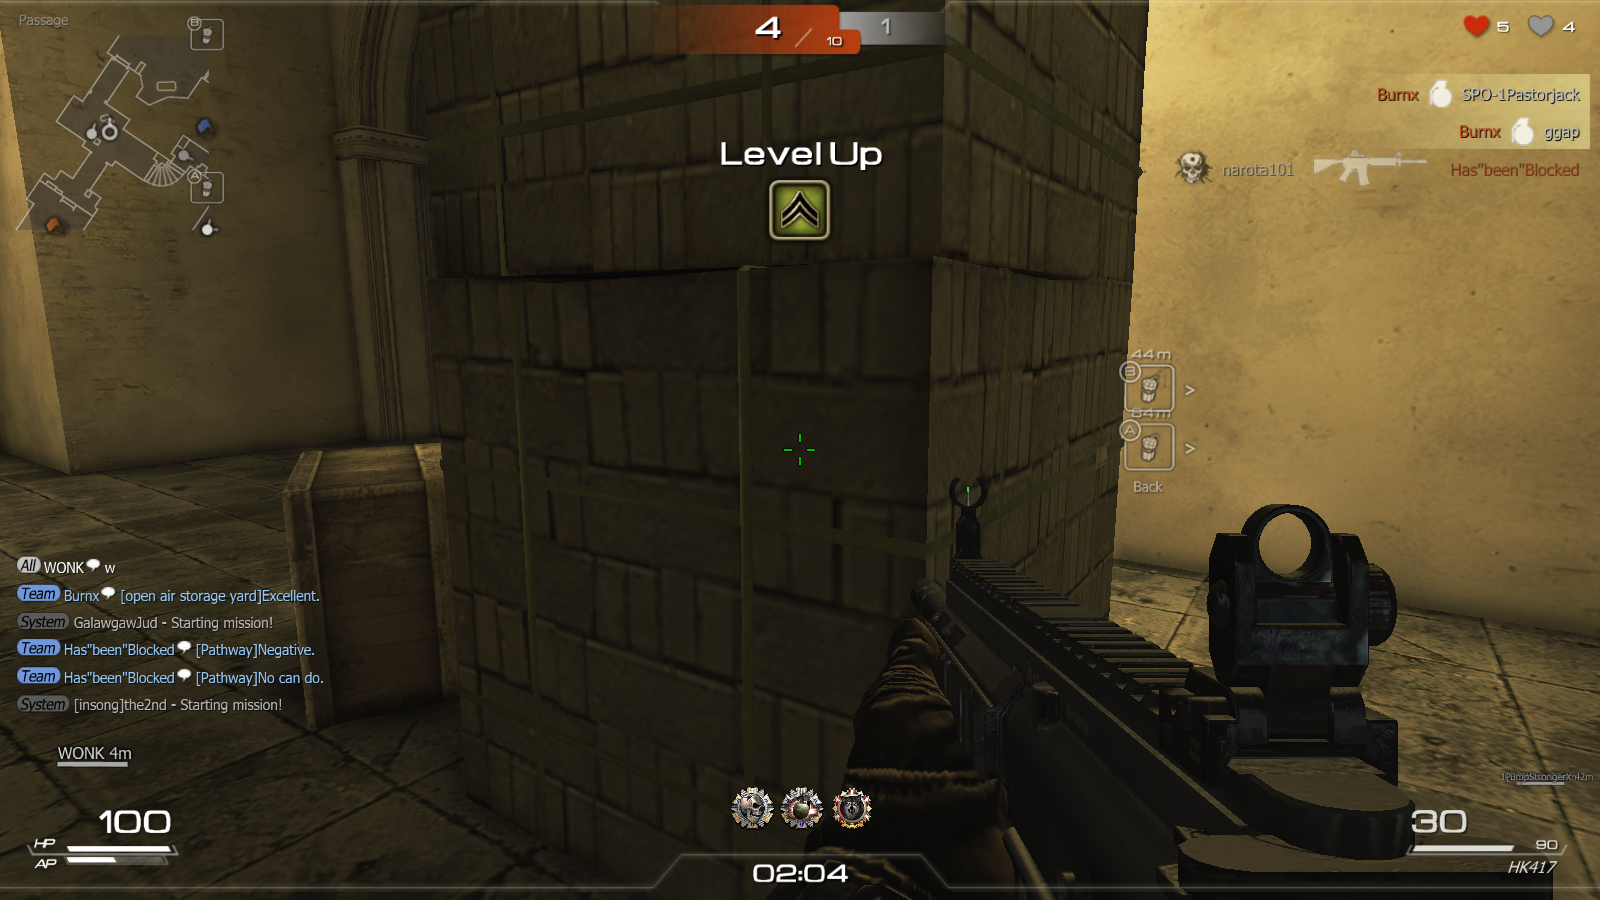 Passage
B
A
4 / 10
1
5 4
Burnx SPO-1Pastorjack
Burnx ggap
narota101 Has"been"Blocked
Level Up
44m
B
84m
A
Back
All WONK w
Team Burnx [open air storage yard]Excellent.
System GalawgawJud - Starting mission!
Team Has"been"Blocked [Pathway]Negative.
Team Has"been"Blocked [Pathway]No can do.
System [insong]the2nd - Starting mission!
WONK 4m
100
HP
AP
02:04
30
90
HK417